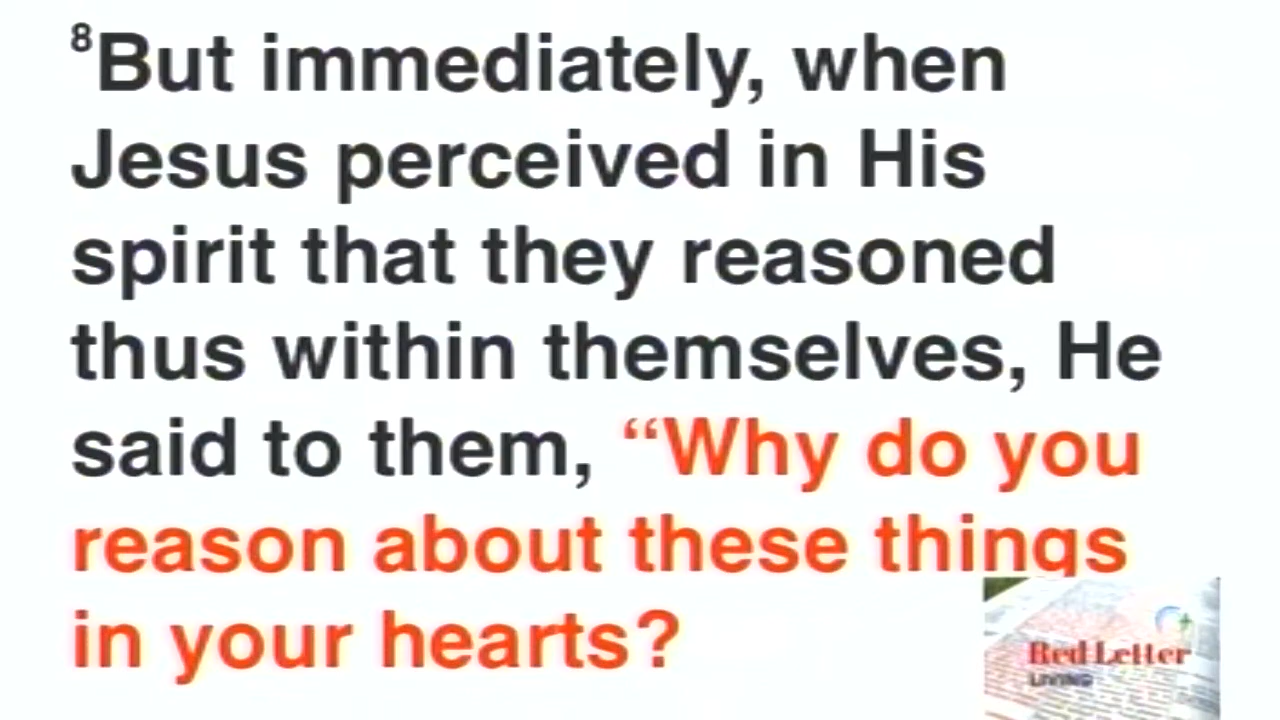 ⁸But immediately, when
Jesus perceived in His
spirit that they reasoned
thus within themselves, He
said to them, “Why do you
reason about these things
in your hearts?
Red Letter
LIVING